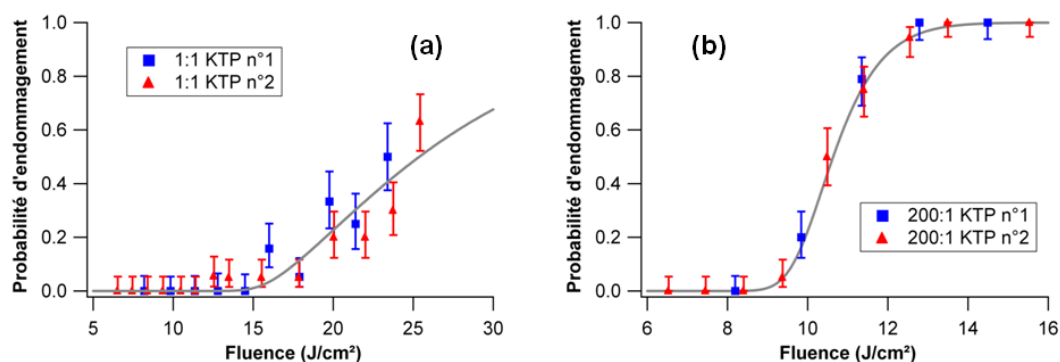 (a)
1:1 KTP n°1
1:1 KTP n°2
Probabilité d'endommagement
1.0
0.8
0.6
0.4
0.2
0.0
5 10 15 20 25 30
Fluence (J/cm²)
(b)
200:1 KTP n°1
200:1 KTP n°2
Probabilité d'endommagement
1.0
0.8
0.6
0.4
0.2
0.0
6 8 10 12 14 16
Fluence (J/cm²)